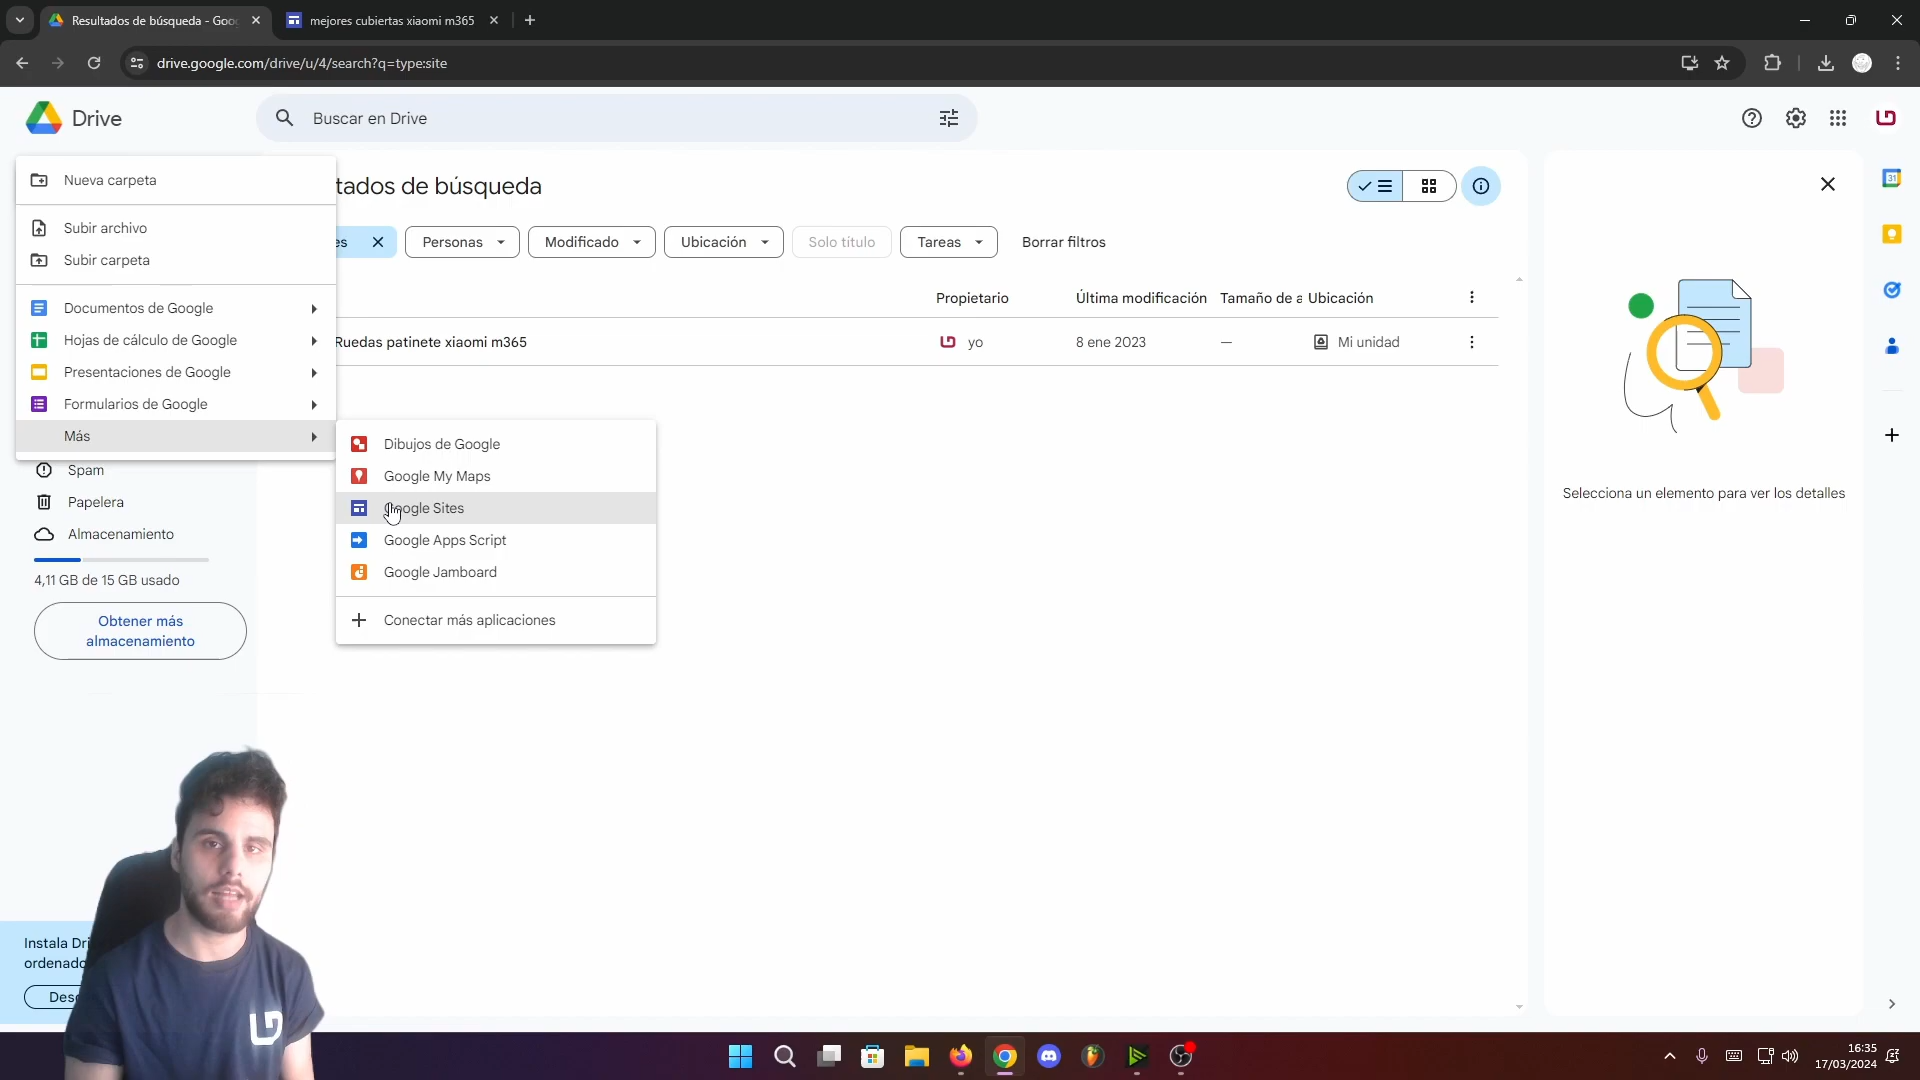 Resultados de búsqueda - Goo
mejores cubiertas xiaomi m365
drive.google.com/drive/u/4/search?q=type:site
Drive
Buscar en Drive
Nueva carpeta
Subir archivo
Subir carpeta
Documentos de Google
Hojas de cálculo de Google
Presentaciones de Google
Formularios de Google
Más
Spam
Papelera
Almacenamiento
4,11 GB de 15 GB usado
Obtener más
almacenamiento
Dibujos de Google
Google My Maps
Google Sites
Google Apps Script
Google Jamboard
Conectar más aplicaciones
tados de búsqueda
es
Personas
Modificado
Ubicación
Solo título
Tareas
Borrar filtros
Propietario
Última modificación
Tamaño de a
Ubicación
Ruedas patinete xiaomi m365
yo
8 ene 2023
—
Mi unidad
31
Selecciona un elemento para ver los detalles
Instala Dri
ordenado
Desc
16:35
17/03/2024